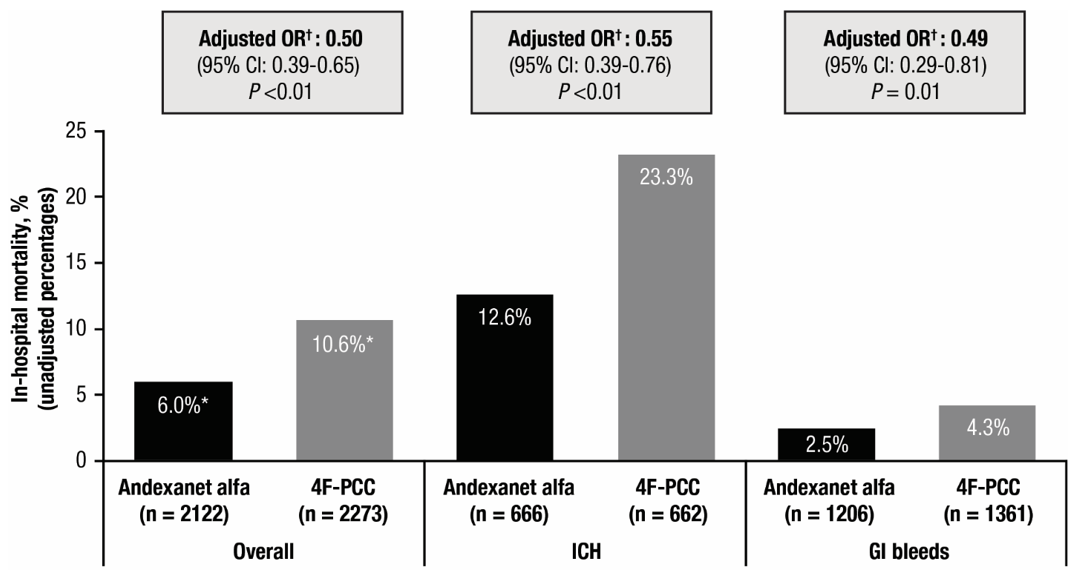 Adjusted OR†: 0.50
(95% CI: 0.39-0.65)
P <0.01
Adjusted OR†: 0.55
(95% CI: 0.39-0.76)
P <0.01
Adjusted OR†: 0.49
(95% CI: 0.29-0.81)
P = 0.01
In-hospital mortality, %
(unadjusted percentages)
25
20
15
10
5
0
6.0%*
10.6%*
12.6%
23.3%
2.5%
4.3%
Andexanet alfa
(n = 2122)
4F-PCC
(n = 2273)
Andexanet alfa
(n = 666)
4F-PCC
(n = 662)
Andexanet alfa
(n = 1206)
4F-PCC
(n = 1361)
Overall
ICH
GI bleeds